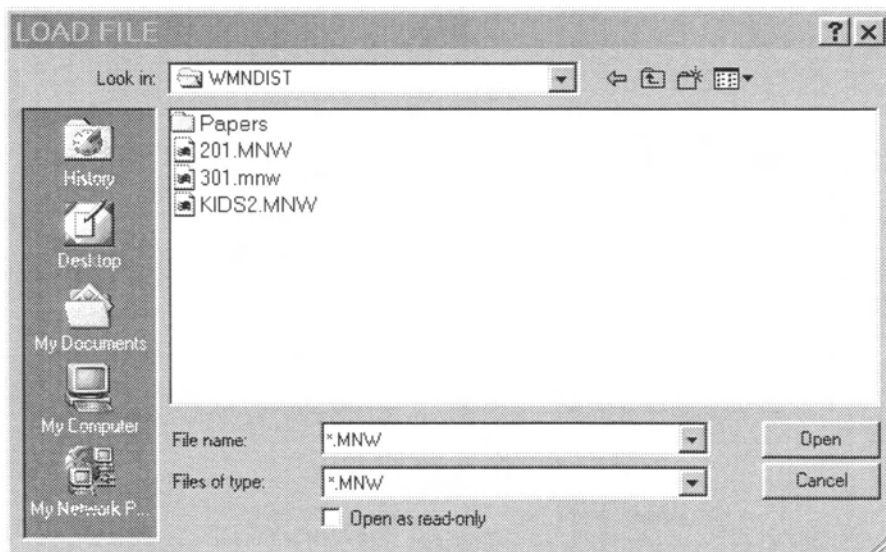 LOAD FILE
Look in: WMNDIST
Papers
201.MNW
301.mnw
KIDS2.MNW
History
Desktop
My Documents
My Computer
My Network P...
File name: *.MNW Open
Files of type: *.MNW Cancel
Open as read-only